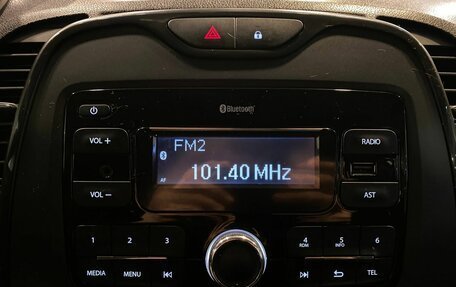 Bluetooth
VOL +
FM2
RADIO
AF
101.40 MHz
VOL −
AST
1
2
3
4
ROM
5
INFO
6
MEDIA
MENU
TEL